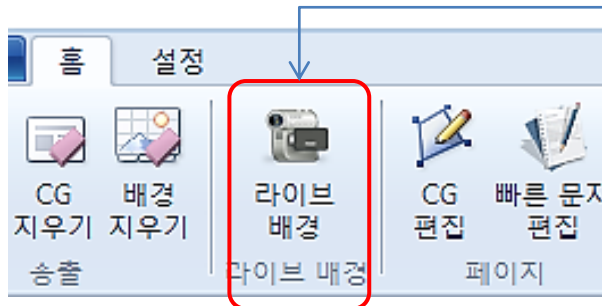 홈 설정
CG 배경 라이브 CG 빠른 문자
지우기 지우기 배경 편집 편집
송출 라이브 배경 페이지